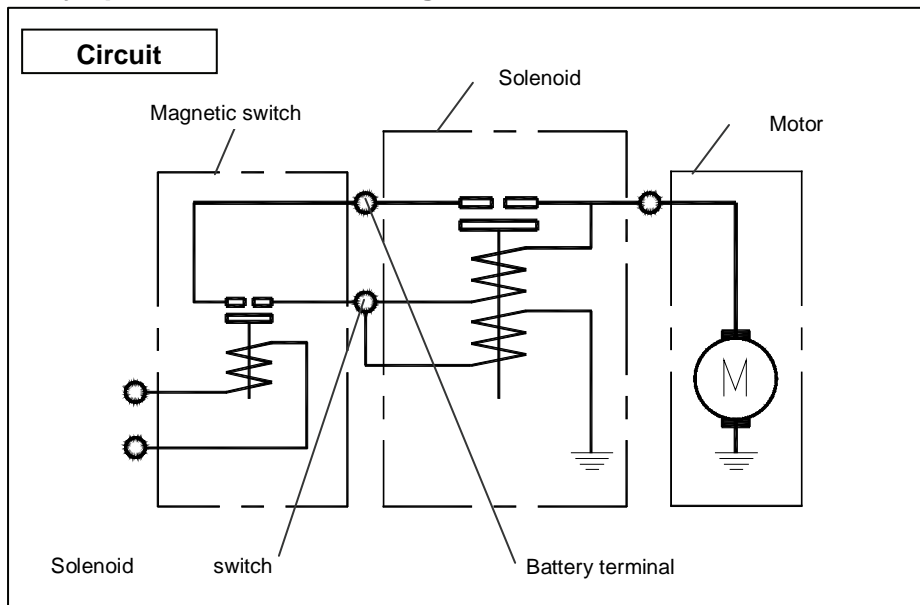 Circuit
Solenoid
Magnetic switch
Motor
M
Solenoid switch
Battery terminal